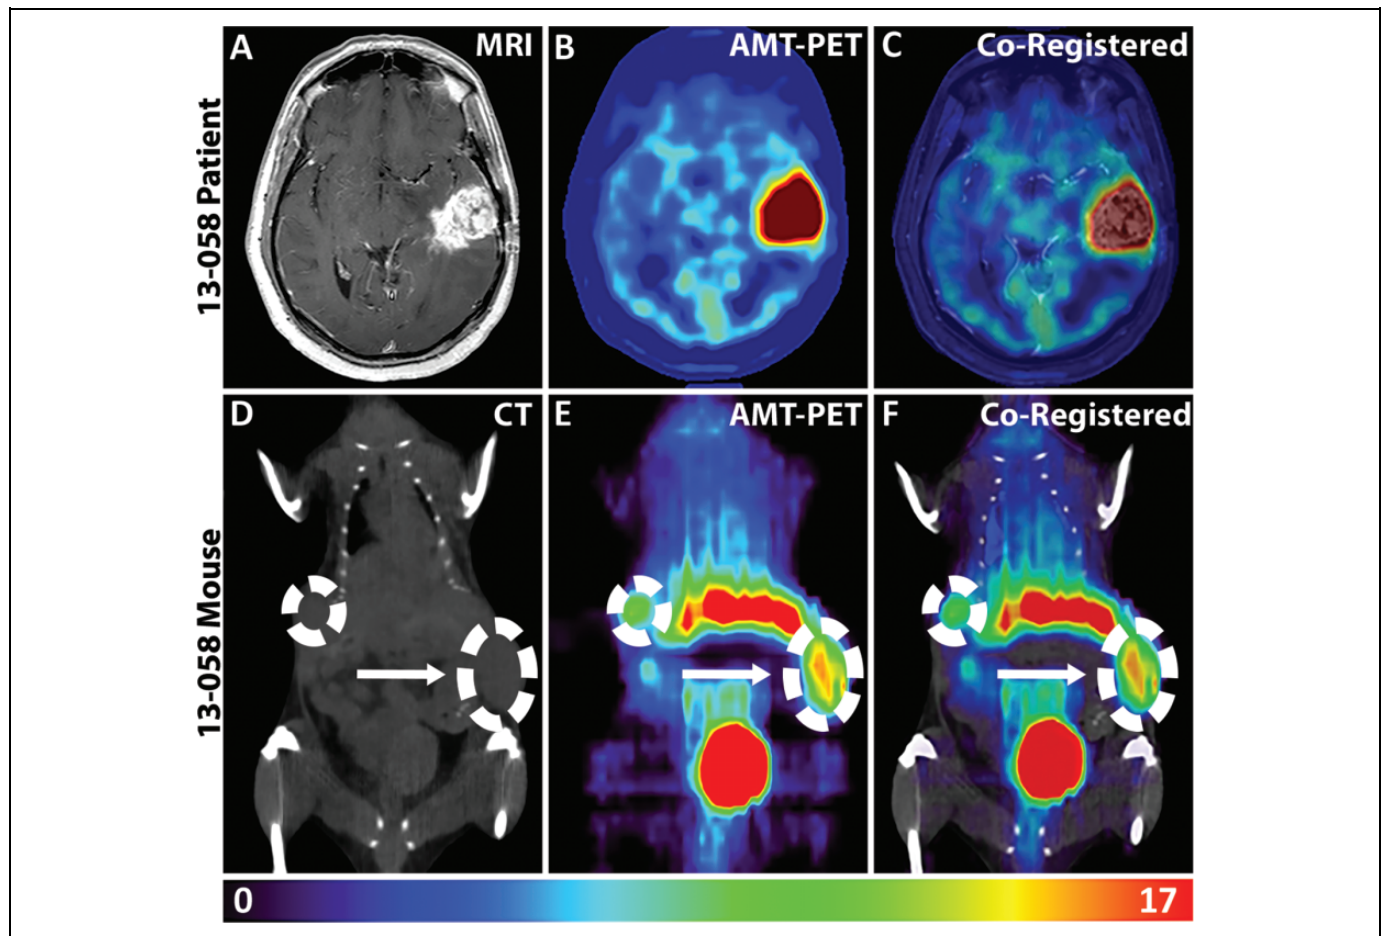 A MRI
B AMT-PET
C Co-Registered
13-058 Patient
D CT
E AMT-PET
F Co-Registered
13-058 Mouse
0 17